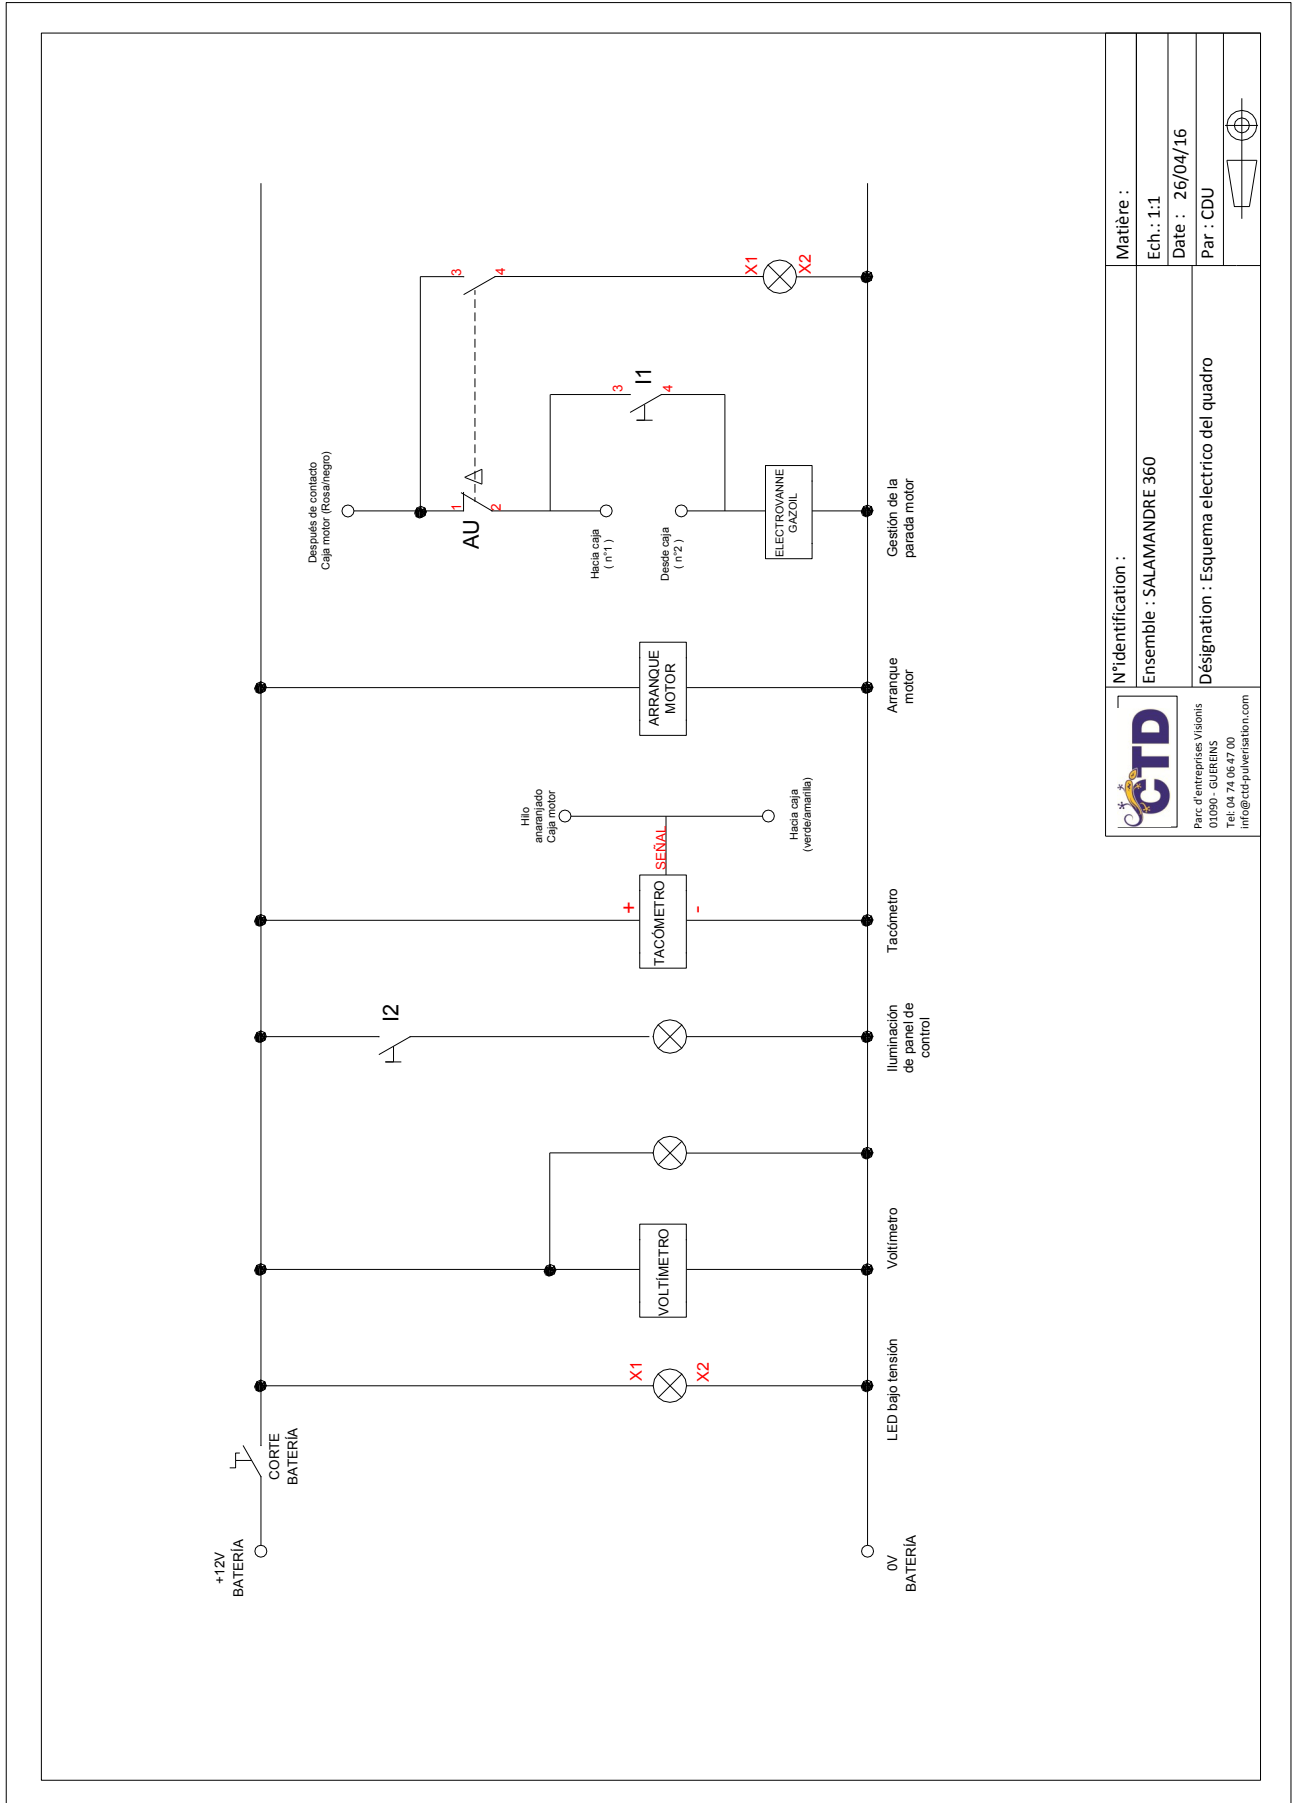 +12V
BATERÍA
CORTE
BATERÍA
0V
BATERÍA
X1
X2
LED bajo tensión
VOLTÍMETRO
Voltímetro
I2
Iluminación
de panel de
control
+
TACÓMETRO
-
SEÑAL
Tacómetro
Hilo
anaranjado
Caja motor
Hacia caja
(verde/amarilla)
ARRANQUE
MOTOR
Arranque
motor
Después de contacto
Caja motor (Rosa/negro)
1
AU
2
3
4
Hacia caja
( n°1 )
Desde caja
( n°2 )
3
I1
4
ELECTROVANNE
GAZOIL
X1
X2
Gestión de la
parada motor
CTD
Parc d'entreprises Visionis
01090 - GUEREINS
Tel: 04 74 06 47 00
info@ctd-pulverisation.com
N°identification :
Ensemble : SALAMANDRE 360
Désignation : Esquema electrico del quadro
Matière :
Ech.: 1:1
Date : 26/04/16
Par : CDU